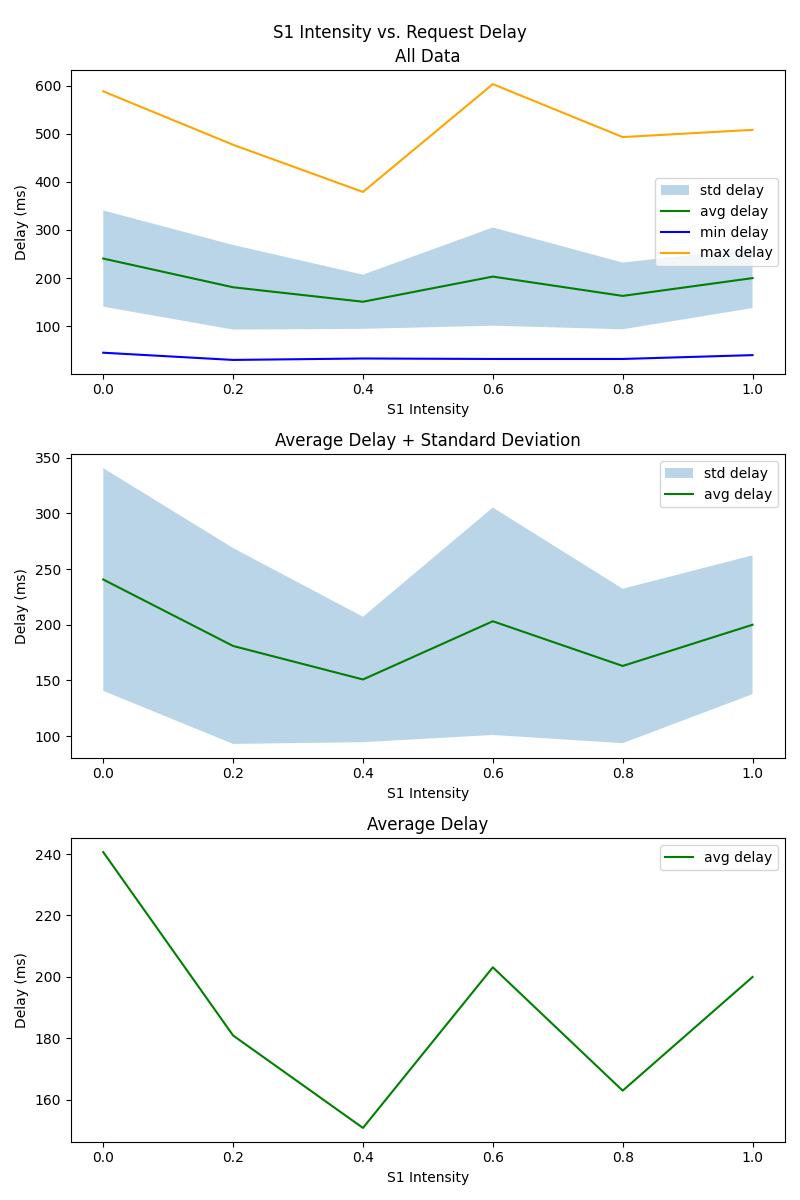 S1 Intensity vs. Request Delay
All Data
600
500
400
300
200
100
Delay (ms)
std delay
avg delay
min delay
max delay
0.0 0.2 0.4 0.6 0.8 1.0
S1 Intensity
Average Delay + Standard Deviation
350
300
250
200
150
100
Delay (ms)
std delay
avg delay
0.0 0.2 0.4 0.6 0.8 1.0
S1 Intensity
Average Delay
240
220
200
180
160
Delay (ms)
avg delay
0.0 0.2 0.4 0.6 0.8 1.0
S1 Intensity